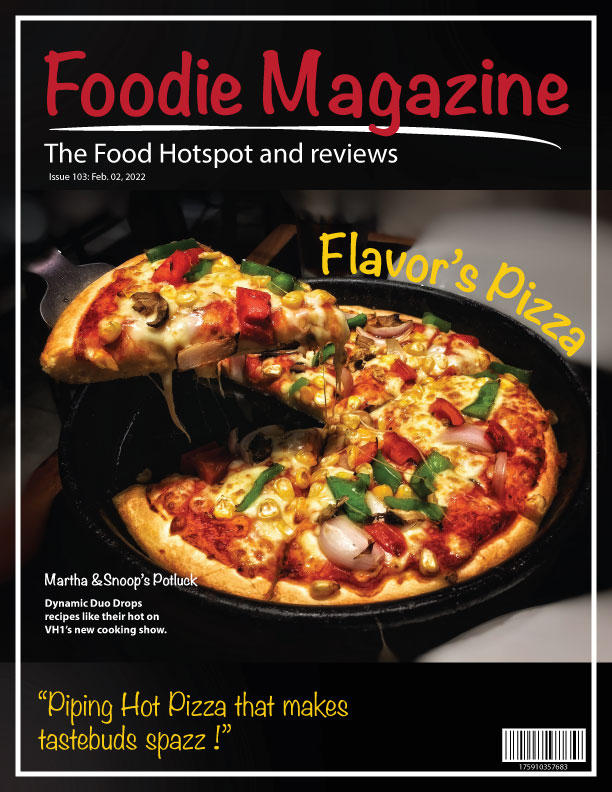 Foodie Magazine
The Food Hotspot and reviews
Issue 103: Feb. 02, 2022
Flavor's Pizza
Martha &Snoop's Potluck
Dynamic Duo Drops
recipes like their hot on
VH1's new cooking show.
“Piping Hot Pizza that makes
tastebuds spazz !”
175910357683